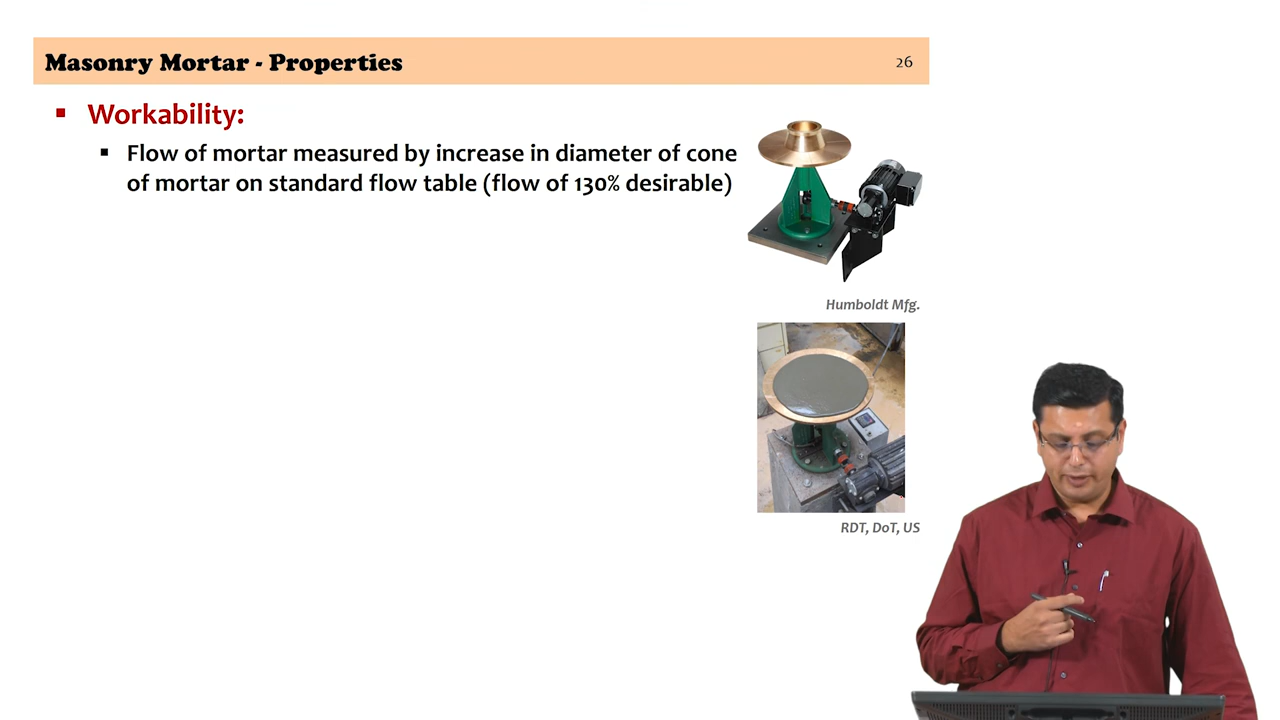 Masonry Mortar - Properties
26
▪ Workability:
▪ Flow of mortar measured by increase in diameter of cone
of mortar on standard flow table (flow of 130% desirable)
Humboldt Mfg.
RDT, DoT, US